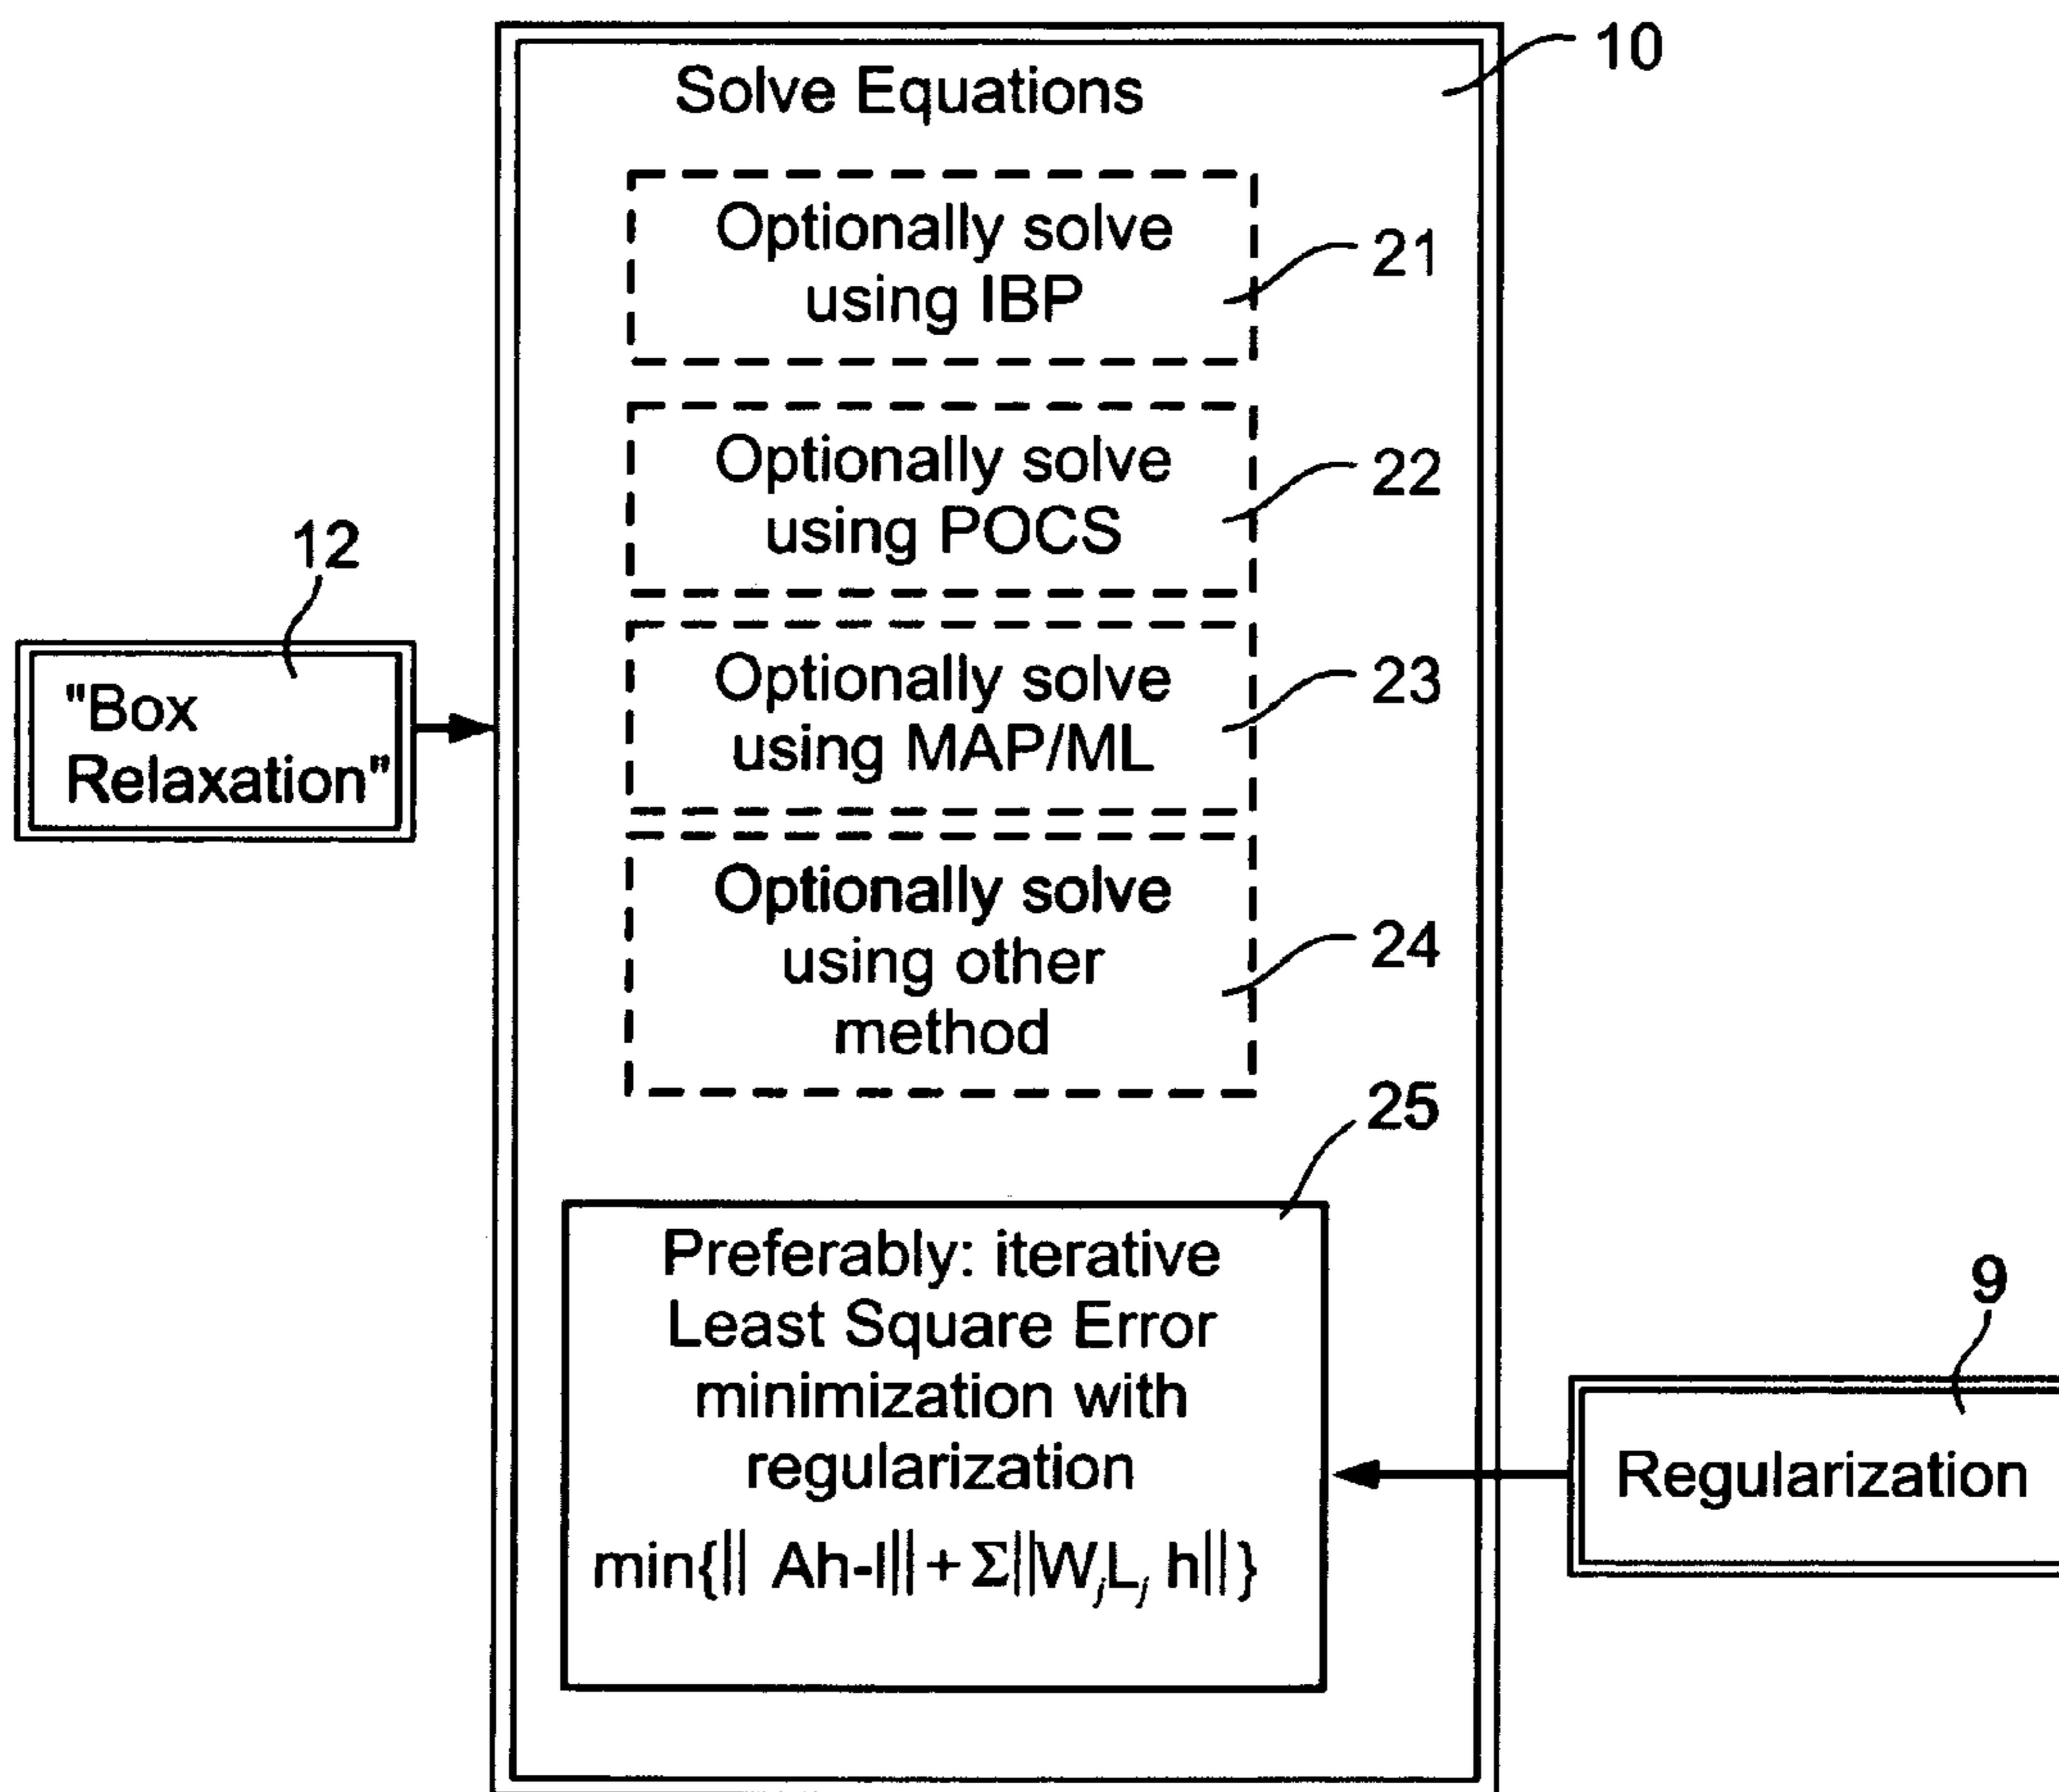 10
Solve Equations
Optionally solve
using IBP
21
Optionally solve
using POCS
22
12
"Box
Relaxation"
Optionally solve
using MAP/ML
23
Optionally solve
using other
method
24
25
Preferably: iterative
Least Square Error
minimization with
regularization
min{|| Ah-l|| + Σ||WⱼLⱼ h||}
9
Regularization